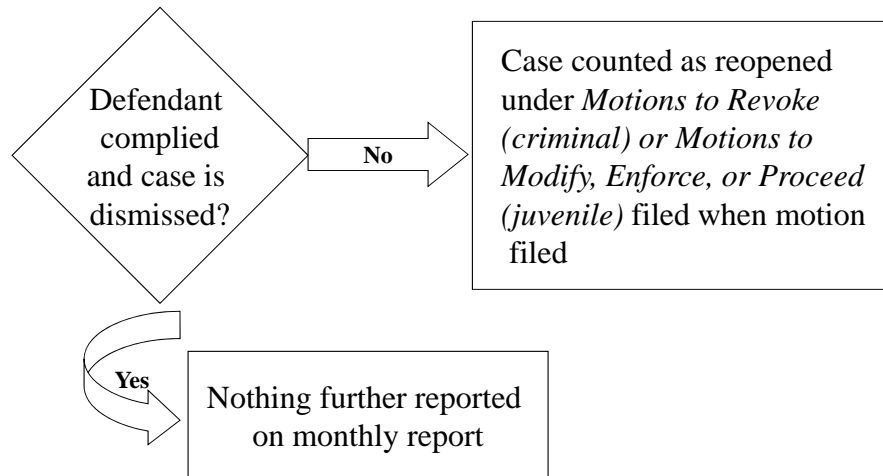 Defendant
complied
and case is
dismissed?
No
Case counted as reopened
under Motions to Revoke
(criminal) or Motions to
Modify, Enforce, or Proceed
(juvenile) filed when motion
filed
Yes
Nothing further reported
on monthly report